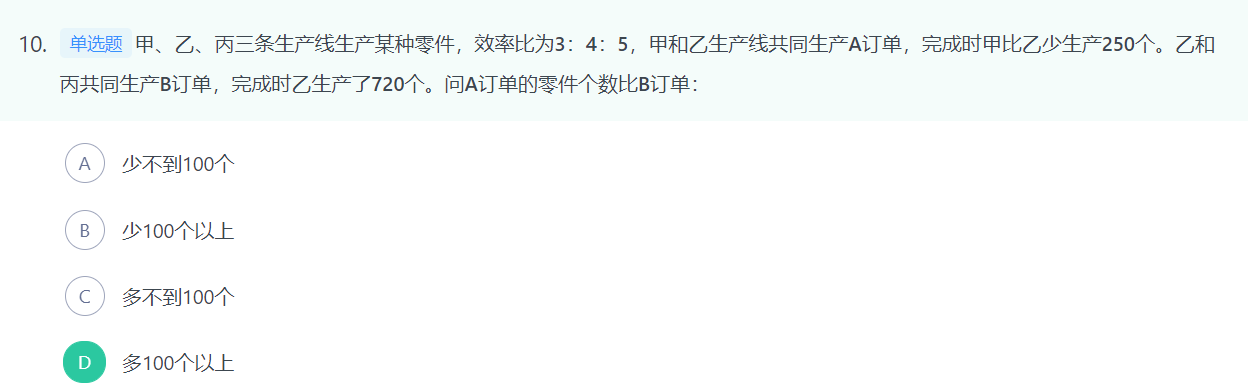 10. 单选题 甲、乙、丙三条生产线生产某种零件，效率比为3：4：5，甲和乙生产线共同生产A订单，完成时甲比乙少生产250个。乙和
丙共同生产B订单，完成时乙生产了720个。问A订单的零件个数比B订单：
A 少不到100个
B 少100个以上
C 多不到100个
D 多100个以上